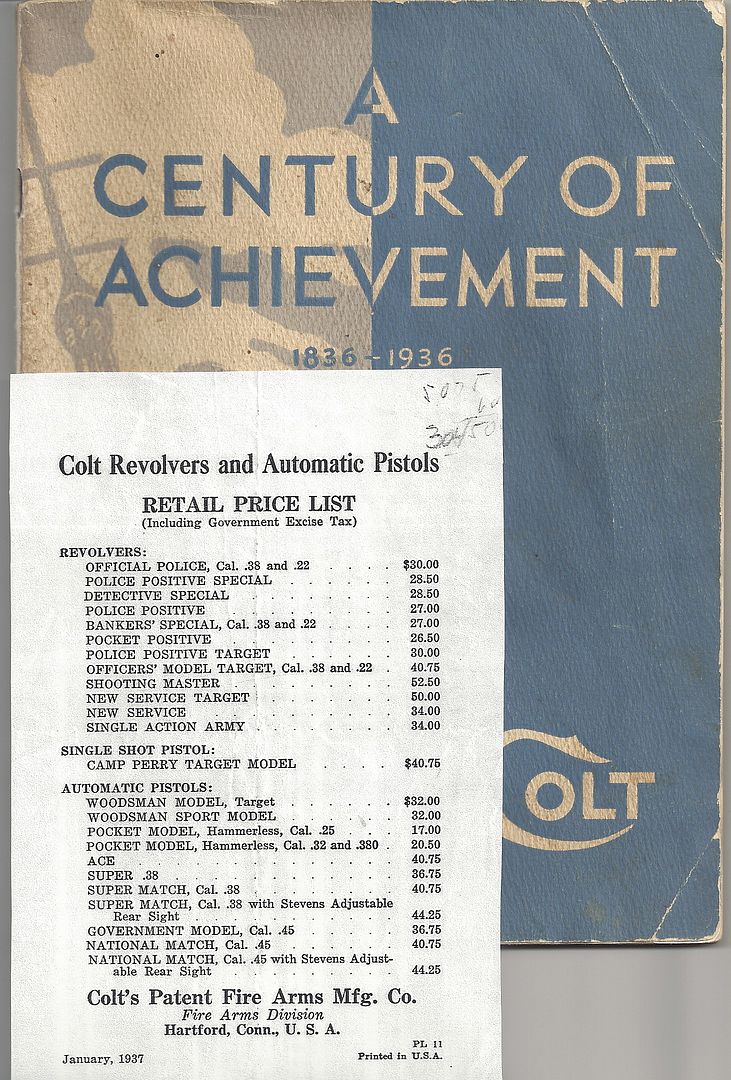 A
CENTURY OF
ACHIEVEMENT
1836 - 1936
COLT
Colt Revolvers and Automatic Pistols
RETAIL PRICE LIST
(Including Government Excise Tax)
REVOLVERS:
OFFICIAL POLICE, Cal. .38 and .22 . . . . $30.00
POLICE POSITIVE SPECIAL . . . . . . . 28.50
DETECTIVE SPECIAL . . . . . . . . . 28.50
POLICE POSITIVE . . . . . . . . . . 27.00
BANKERS' SPECIAL, Cal. .38 and .22 . . . . 27.00
POCKET POSITIVE . . . . . . . . . . 26.50
POLICE POSITIVE TARGET . . . . . . . 30.00
OFFICERS' MODEL TARGET, Cal. .38 and .22 . 40.75
SHOOTING MASTER . . . . . . . . . 52.50
NEW SERVICE TARGET . . . . . . . . 50.00
NEW SERVICE . . . . . . . . . . . 34.00
SINGLE ACTION ARMY . . . . . . . . 34.00
SINGLE SHOT PISTOL:
CAMP PERRY TARGET MODEL . . . . $40.75
AUTOMATIC PISTOLS:
WOODSMAN MODEL, Target . . . . . . $32.00
WOODSMAN SPORT MODEL . . . . . . 32.00
POCKET MODEL, Hammerless, Cal. .25 . . . 17.00
POCKET MODEL, Hammerless, Cal. .32 and .380 . 20.50
ACE . . . . . . . . . . . . . . 40.75
SUPER .38 . . . . . . . . . . . . 36.75
SUPER MATCH, Cal. .38 . . . . . . . . 40.75
SUPER MATCH, Cal. .38 with Stevens Adjustable
Rear Sight . . . . . . . . . . . 44.25
GOVERNMENT MODEL, Cal. .45 . . . . . 36.75
NATIONAL MATCH, Cal. .45 . . . . . . 40.75
NATIONAL MATCH, Cal. .45 with Stevens Adjust-
able Rear Sight . . . . . . . . . . 44.25
Colt's Patent Fire Arms Mfg. Co.
Fire Arms Division
Hartford, Conn., U. S. A.
PL 11
January, 1937 Printed in U.S.A.